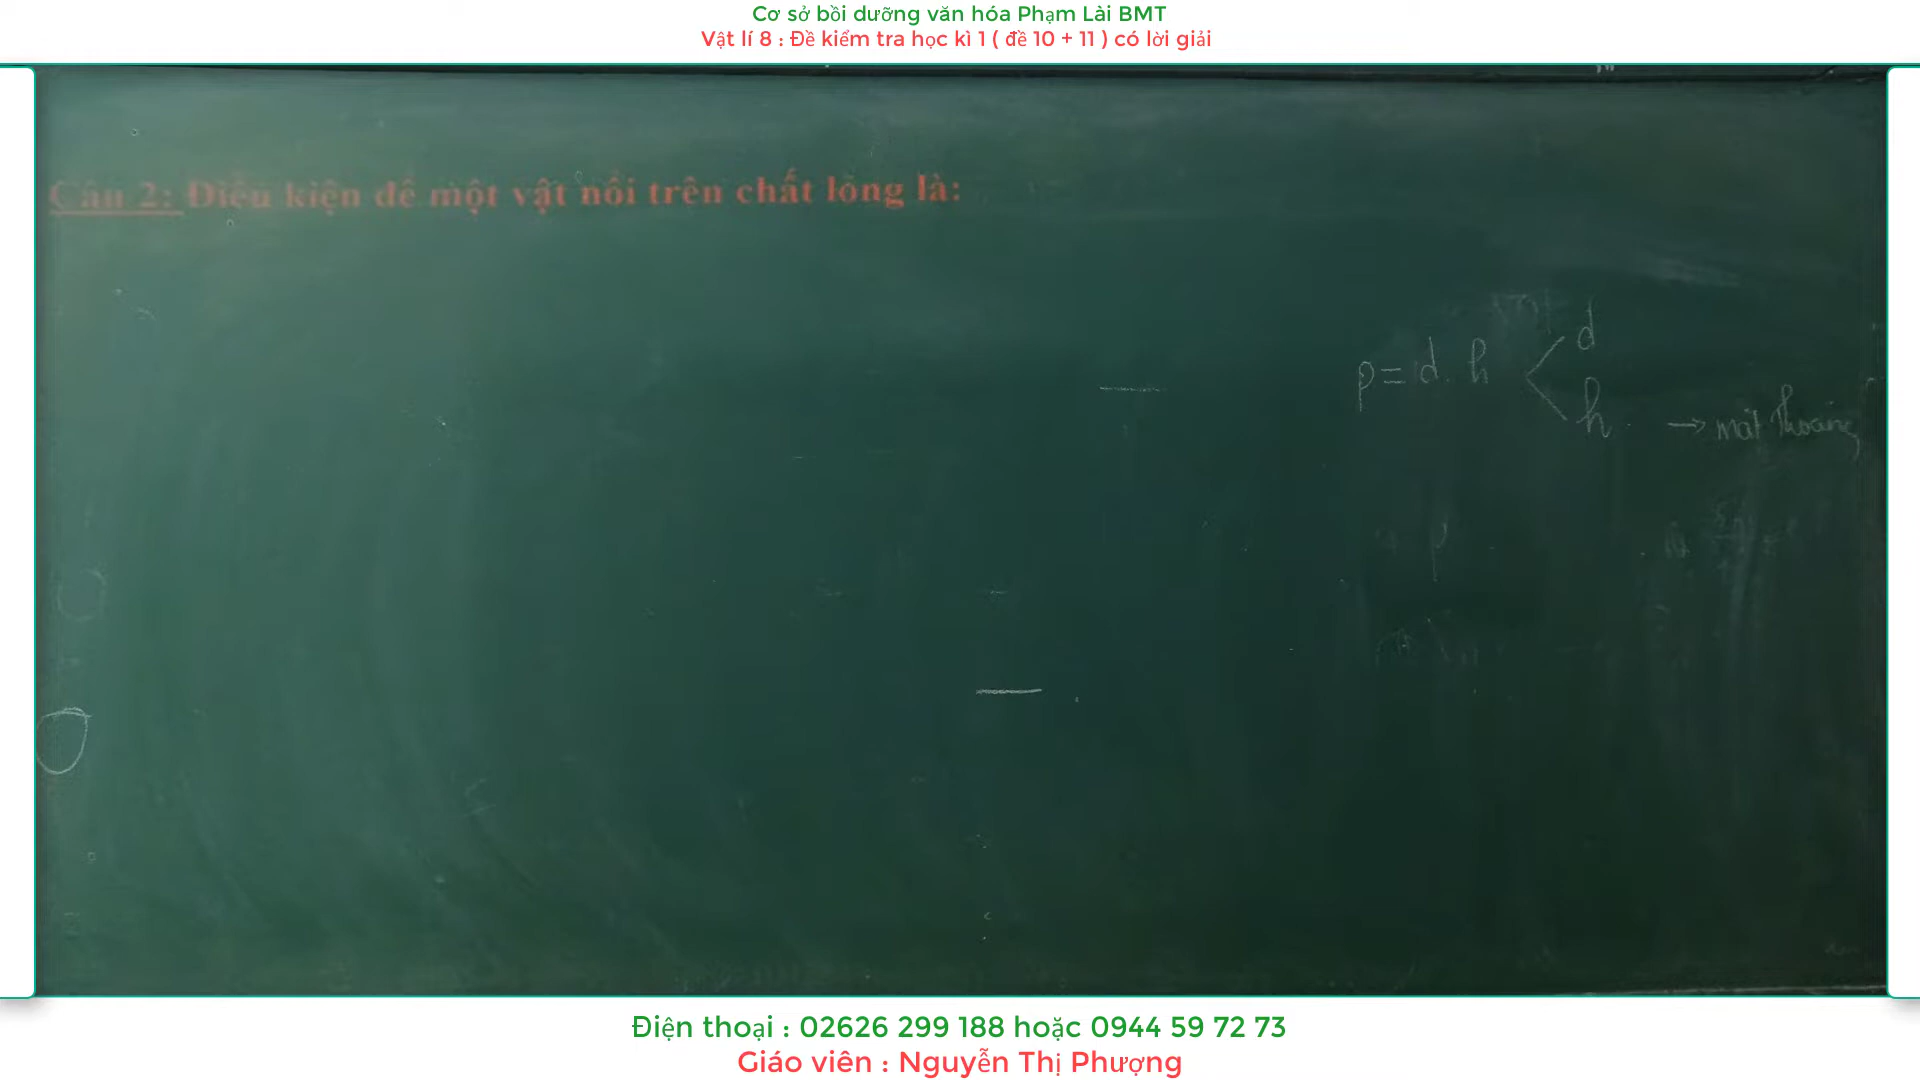 Cơ sở bồi dưỡng văn hóa Phạm Lài BMT
Vật lí 8 : Đề kiểm tra học kì 1 ( đề 10 + 11 ) có lời giải
Câu 2: Điều kiện để một vật nổi trên chất lỏng là:
p = d . h
d
h → mặt thoáng
Điện thoại : 02626 299 188 hoặc 0944 59 72 73
Giáo viên : Nguyễn Thị Phượng